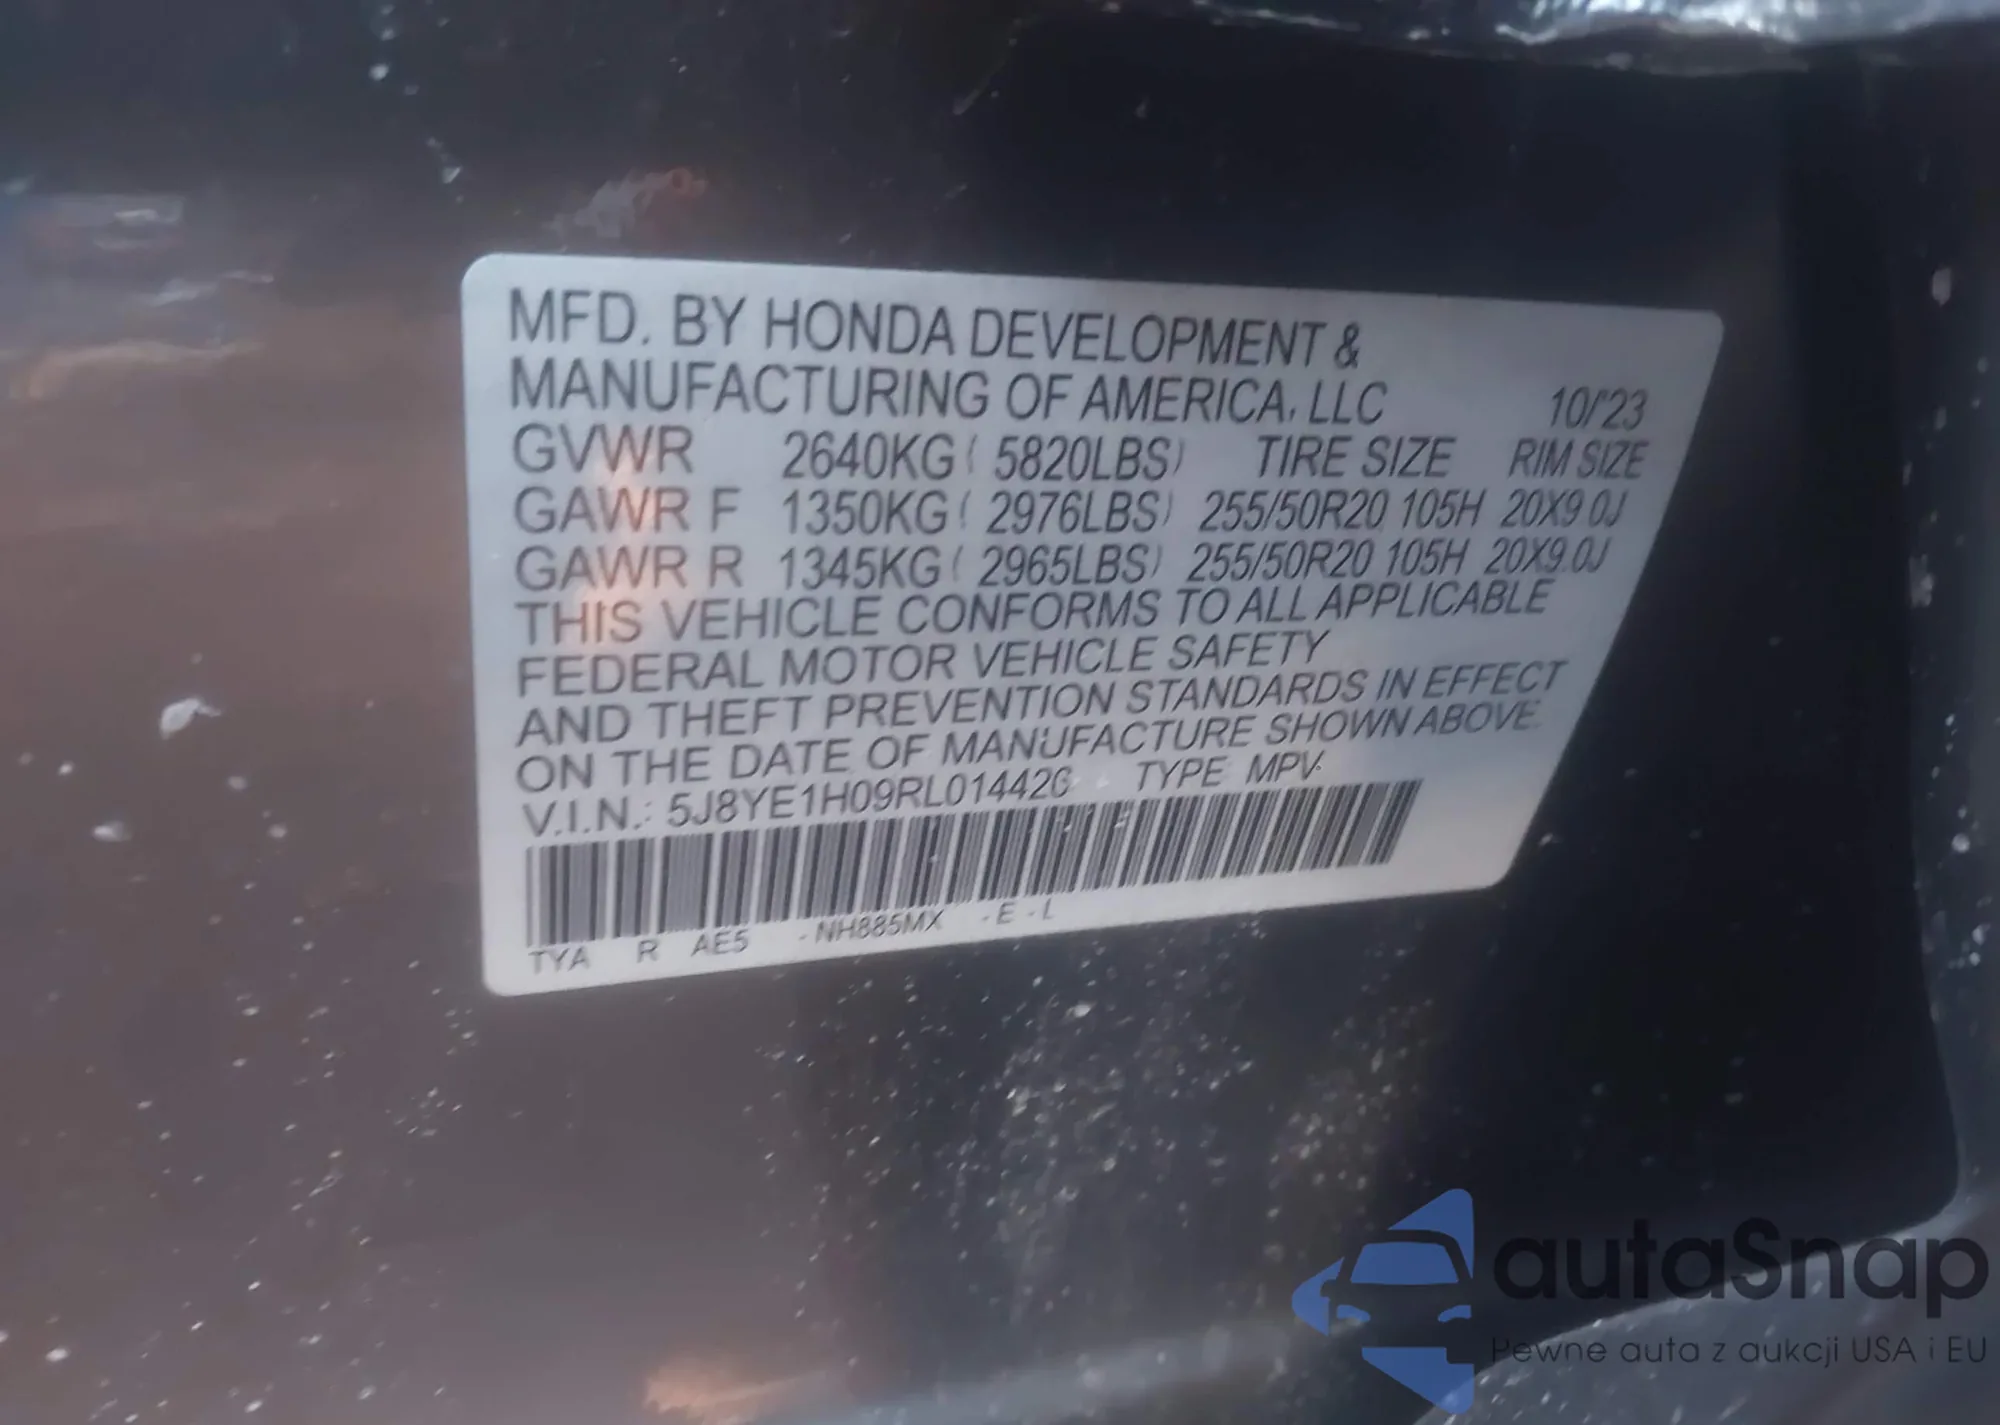 MFD. BY HONDA DEVELOPMENT &
MANUFACTURING OF AMERICA, LLC 10/'23
GVWR 2640KG ( 5820LBS) TIRE SIZE RIM SIZE
GAWR F 1350KG ( 2976LBS) 255/50R20 105H 20X9.0J
GAWR R 1345KG ( 2965LBS) 255/50R20 105H 20X9.0J
THIS VEHICLE CONFORMS TO ALL APPLICABLE
FEDERAL MOTOR VEHICLE SAFETY
AND THEFT PREVENTION STANDARDS IN EFFECT
ON THE DATE OF MANUFACTURE SHOWN ABOVE.
V.I.N.: TYPE: MPV
TYA R AE5 -NH885MX -E -L
autaSnap
Pewne auta z aukcji USA i EU